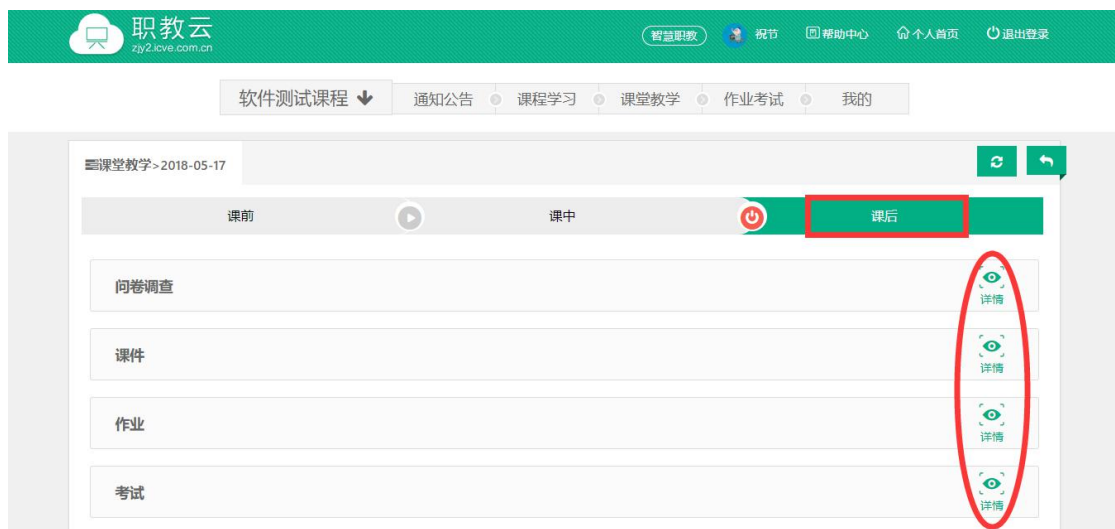 职教云
zjy2.icve.com.cn
智慧职教 祝节 帮助中心 个人首页 退出登录
软件测试课程 通知公告 课程学习 课堂教学 作业考试 我的
课堂教学>2018-05-17
课前 课中 课后
问卷调查
详情
课件
详情
作业
详情
考试
详情